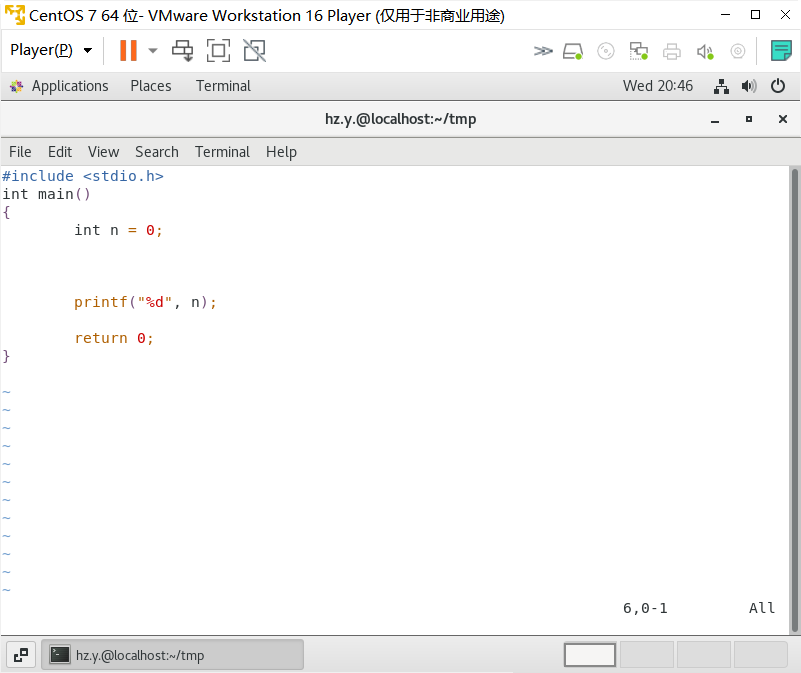 CentOS 7 64 位- VMware Workstation 16 Player (仅用于非商业用途)
Player(P)
Applications Places Terminal Wed 20:46
hz.y.@localhost:~/tmp
File Edit View Search Terminal Help
#include <stdio.h>
int main()
{
        int n = 0;
        printf("%d", n);
        return 0;
}
~
~
~
~
~
~
~
~
~
~
~
~
6,0-1 All
hz.y.@localhost:~/tmp